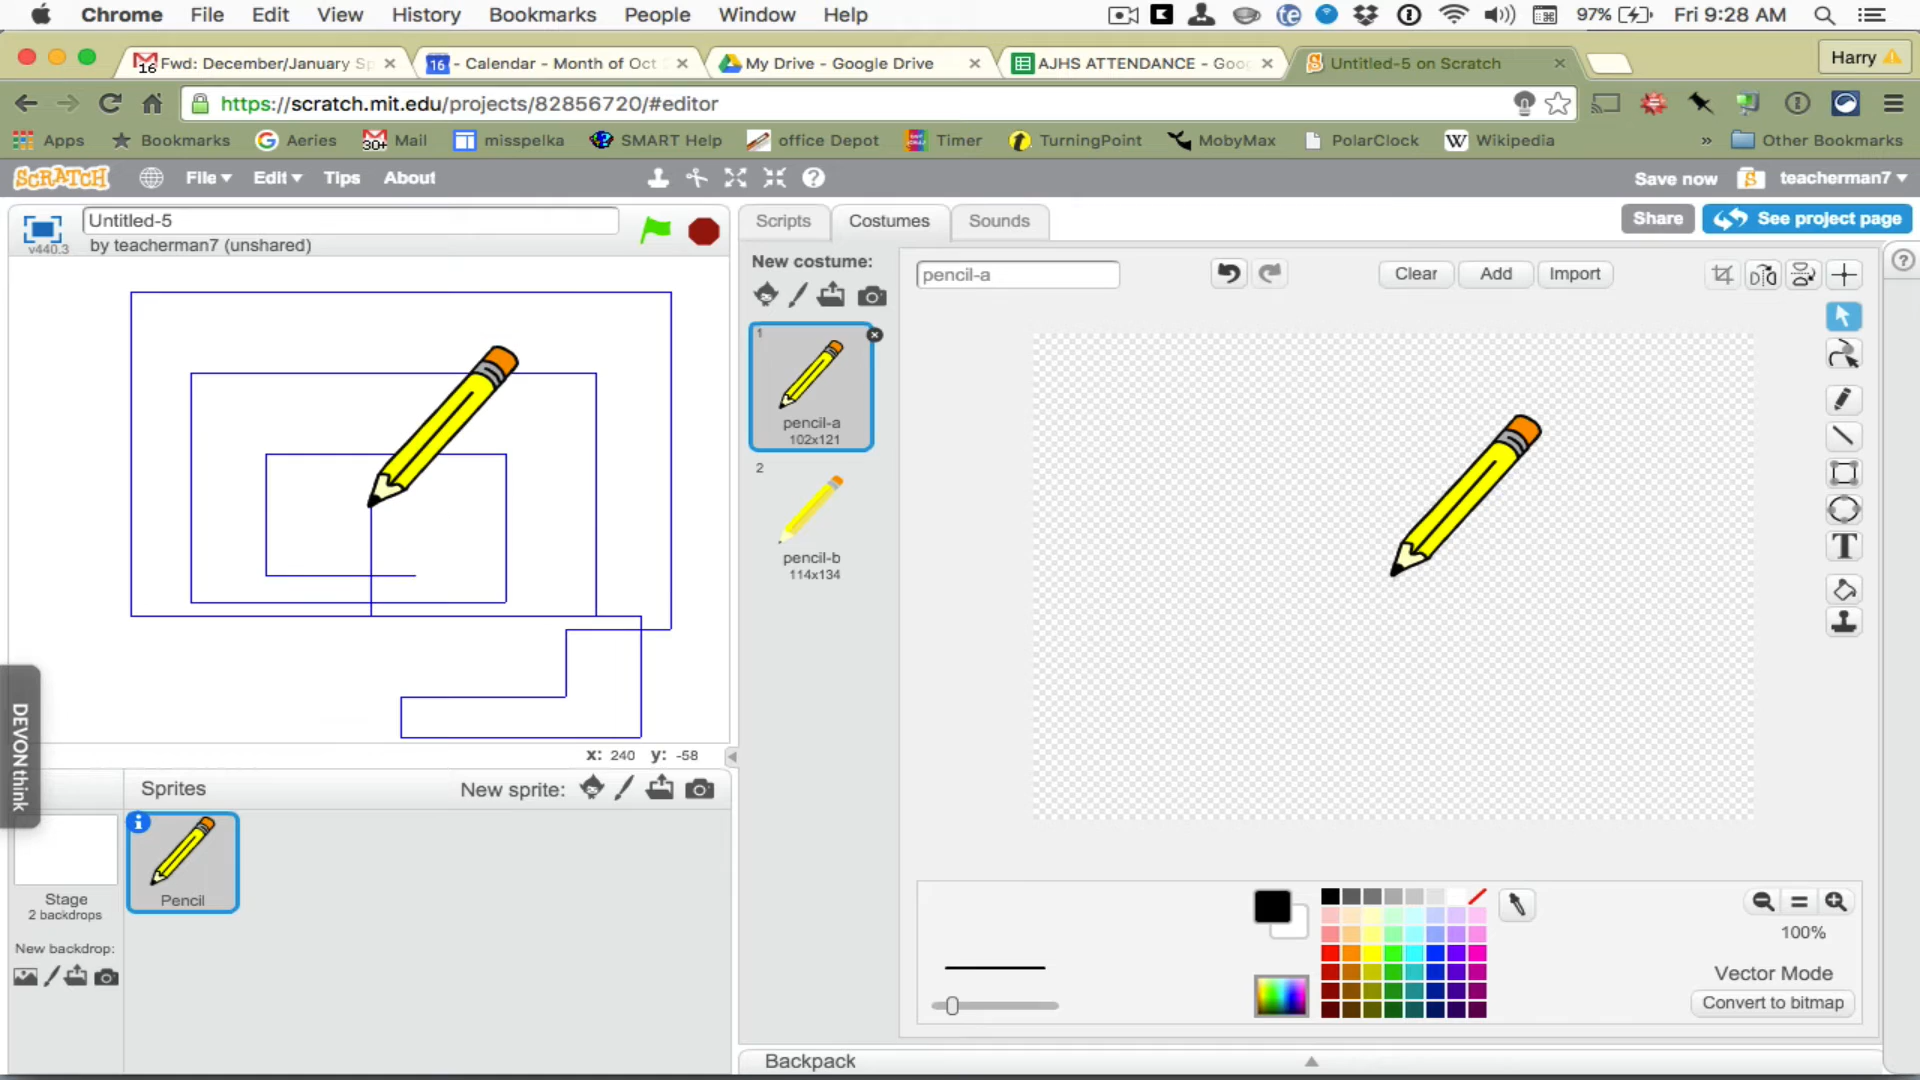 Chrome File Edit View History Bookmarks People Window Help 97% Fri 9:28 AM
16 Fwd: December/January Sp
16 - Calendar - Month of Oct
My Drive - Google Drive
AJHS ATTENDANCE - Goo
Untitled-5 on Scratch
Harry
https://scratch.mit.edu/projects/82856720/#editor
Apps Bookmarks Aeries 30+ Mail misspelka SMART Help office Depot Timer TurningPoint MobyMax PolarClock W Wikipedia » Other Bookmarks
SCRATCH File Edit Tips About Save now teacherman7
Untitled-5
by teacherman7 (unshared)
v440.3
Scripts Costumes Sounds
Share See project page
New costume:
pencil-a
Clear Add Import
1
pencil-a
102x121
2
pencil-b
114x134
T
DEVONthink
x: 240 y: -58
Sprites New sprite:
Pencil
Stage
2 backdrops
New backdrop:
100%
Vector Mode
Convert to bitmap
Backpack